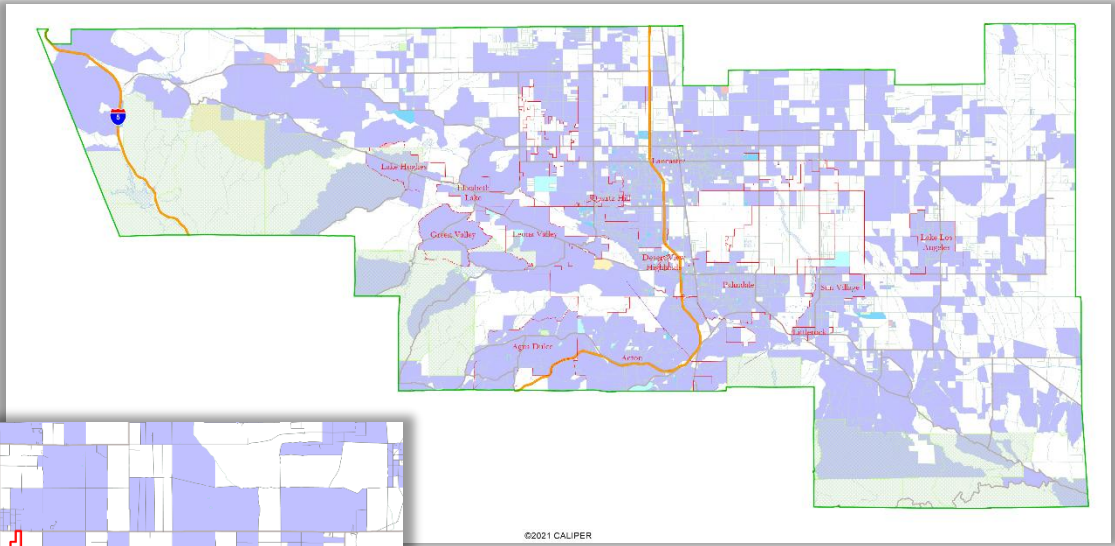 5
Lancaster
Lake Hughes
Elizabeth
Lake
Quartz Hill
Green Valley
Leona Valley
Lake Los
Angeles
Desert View
Highlands
Palmdale
Sun Village
Littlerock
Agua Dulce
Acton
©2021 CALIPER